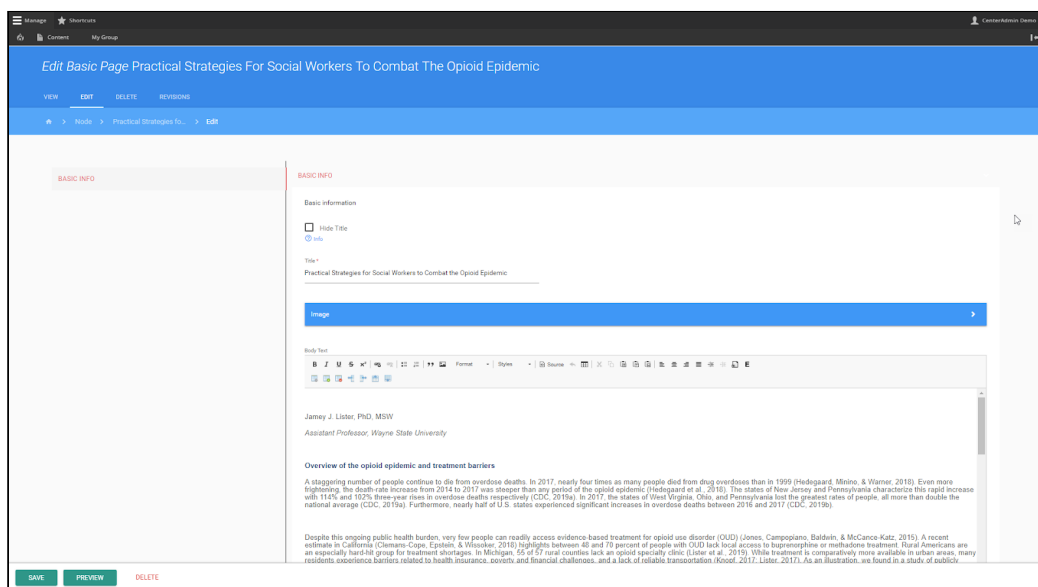 Manage Shortcuts CenterAdmin Demo
Content My Group
Edit Basic Page Practical Strategies For Social Workers To Combat The Opioid Epidemic
VIEW EDIT DELETE REVISIONS
> Node > Practical Strategies fo... > Edit
BASIC INFO
BASIC INFO
Basic information
Hide Title
Info
Title *
Practical Strategies for Social Workers to Combat the Opioid Epidemic
Image
Body Text
B I U S x² Format Styles Source E
Jamey J. Lister, PhD, MSW
Assistant Professor, Wayne State University
Overview of the opioid epidemic and treatment barriers
A staggering number of people continue to die from overdose deaths. In 2017, nearly four times as many people died from drug overdoses than in 1999 (Hedegaard, Minino, & Warner, 2018). Even more
frightening, the death-rate increase from 2014 to 2017 was steeper than any period of the opioid epidemic (Hedegaard et al., 2018). The states of New Jersey and Pennsylvania characterize this rapid increase
with 114% and 102% three-year rises in overdose deaths respectively (CDC, 2019a). In 2017, the states of West Virginia, Ohio, and Pennsylvania lost the greatest rates of people, all more than double the
national average (CDC, 2019a). Furthermore, nearly half of U.S. states experienced significant increases in overdose deaths between 2016 and 2017 (CDC, 2019b).
Despite this ongoing public health burden, very few people can readily access evidence-based treatment for opioid use disorder (OUD) (Jones, Campopiano, Baldwin, & McCance-Katz, 2015). A recent
estimate in California (Clemans-Cope, Epstein, & Wissoker, 2018) highlights between 48 and 70 percent of people with OUD lack local access to buprenorphine or methadone treatment. Rural Americans are
an especially hard-hit group for treatment shortages. In Michigan, 55 of 57 rural counties lack an opioid specialty clinic (Lister et al., 2019). While treatment is comparatively more available in urban areas, many
residents experience barriers related to health insurance, poverty and financial challenges, and a lack of reliable transportation (Knopf, 2017; Lister, 2017). As an illustration, we found in a study of publicly
SAVE PREVIEW DELETE